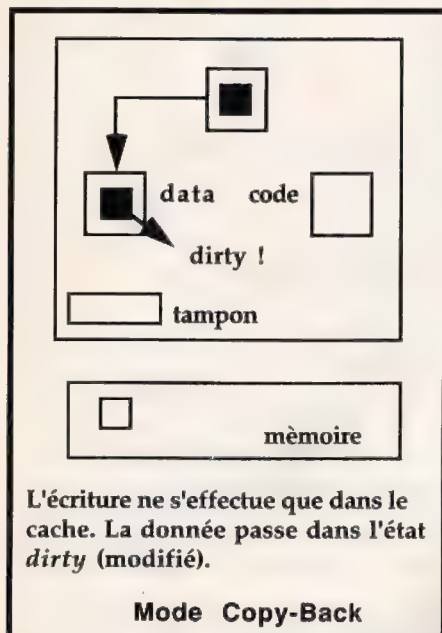 data code
dirty !
tampon
mèmoire
L'écriture ne s'effectue que dans le
cache. La donnée passe dans l'état
dirty (modifié).
Mode Copy-Back